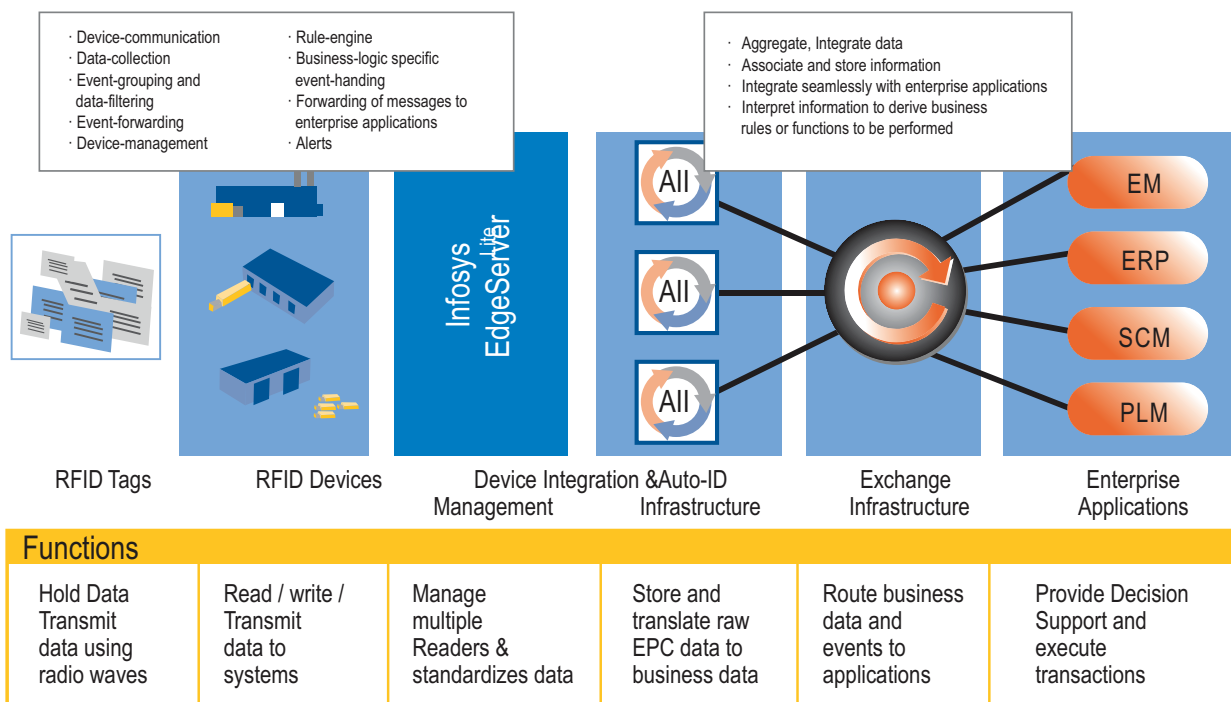 · Device-communication
· Data-collection
· Event-grouping and
data-filtering
· Event-forwarding
· Device-management
· Rule-engine
· Business-logic specific
event-handing
· Forwarding of messages to
enterprise applications
· Alerts
· Aggregate, Integrate data
· Associate and store information
· Integrate seamlessly with enterprise applications
· Interpret information to derive business
rules or functions to be performed
Infosys
EdgeServer
Lite
AII
AII
AII
EM
ERP
SCM
PLM
RFID Tags
RFID Devices
Device Integration &
Management
Auto-ID
Infrastructure
Exchange
Infrastructure
Enterprise
Applications
Functions
Hold Data
Transmit
data using
radio waves
Read / write /
Transmit
data to
systems
Manage
multiple
Readers &
standardizes data
Store and
translate raw
EPC data to
business data
Route business
data and
events to
applications
Provide Decision
Support and
execute
transactions